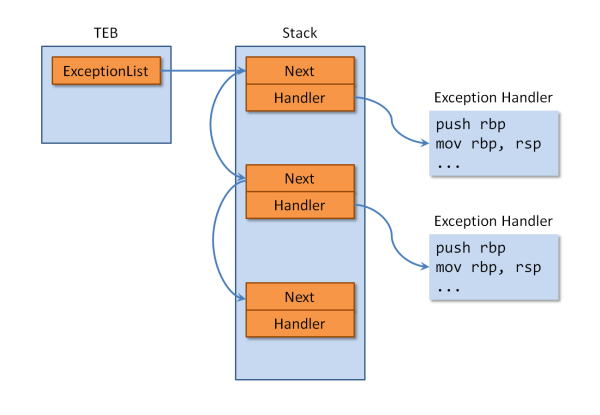 TEB
ExceptionList
Stack
Next
Handler
Exception Handler
push rbp
mov rbp, rsp
...
Next
Handler
Exception Handler
push rbp
mov rbp, rsp
...
Next
Handler